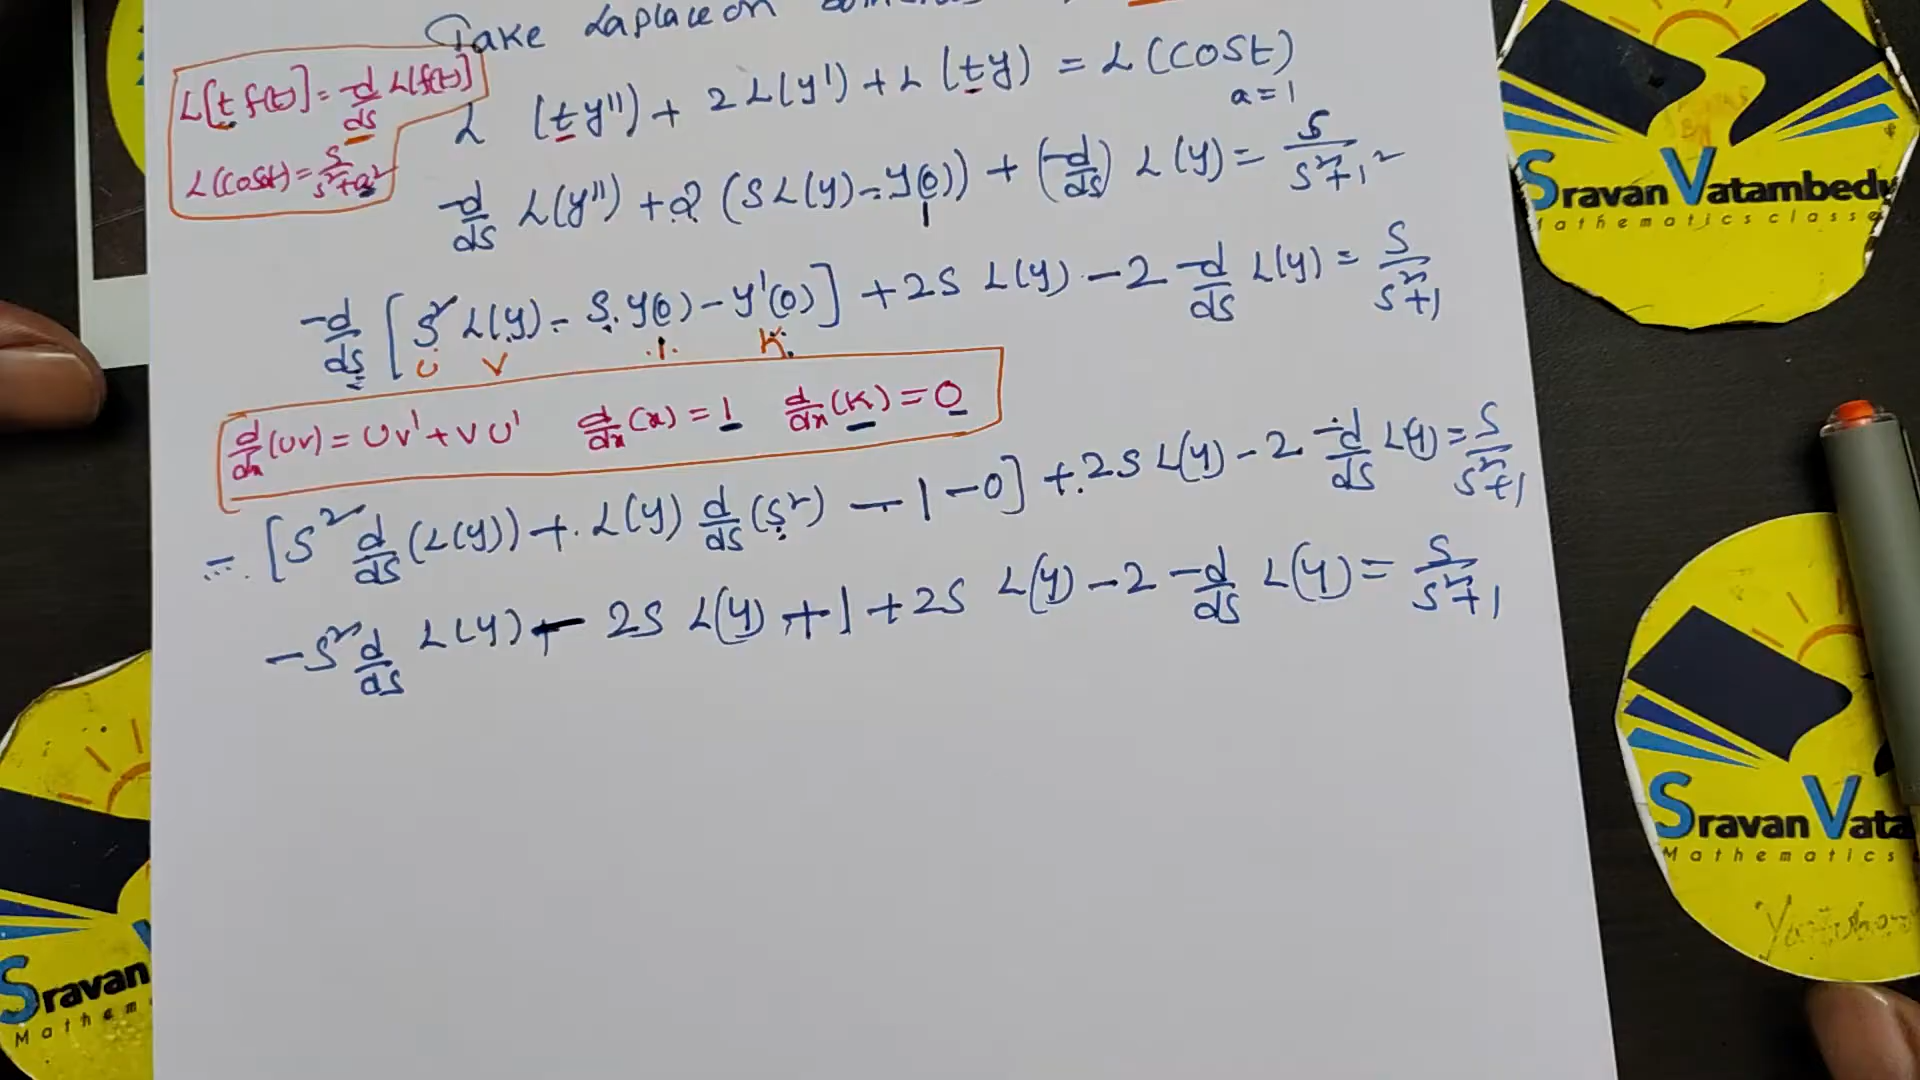 Take Laplace on
L[t f(t)] = -d/ds L(f(t))
L(cosat) = s/s²+a²
L (ty'') + 2L(y') + L(ty) = L(cost)
a=1
-d/ds L(y'') + 2 (SL(y) - y(0)) + (-d/ds) L(y) = s/s²+1²
1
-d/ds [s² L(y) - s.y(0) - y'(0)] + 2s L(y) - 2 -d/ds L(y) = s/s²+1
U V 1 K
d/dx (uv) = uv' + vu' d/dx (x) = 1 d/dx (K) = 0
- [s² d/ds (L(y)) + L(y) d/ds (s²) - 1 - 0] + 2s L(y) - 2 -d/ds L(y) = s/s²+1
-s² d/ds L(y) - 2s L(y) + 1 + 2s L(y) - 2 -d/ds L(y) = s/s²+1
Sravan Vatambedu
Mathematics classes
Sravan Vata
Mathematics
Sravan
Mathem